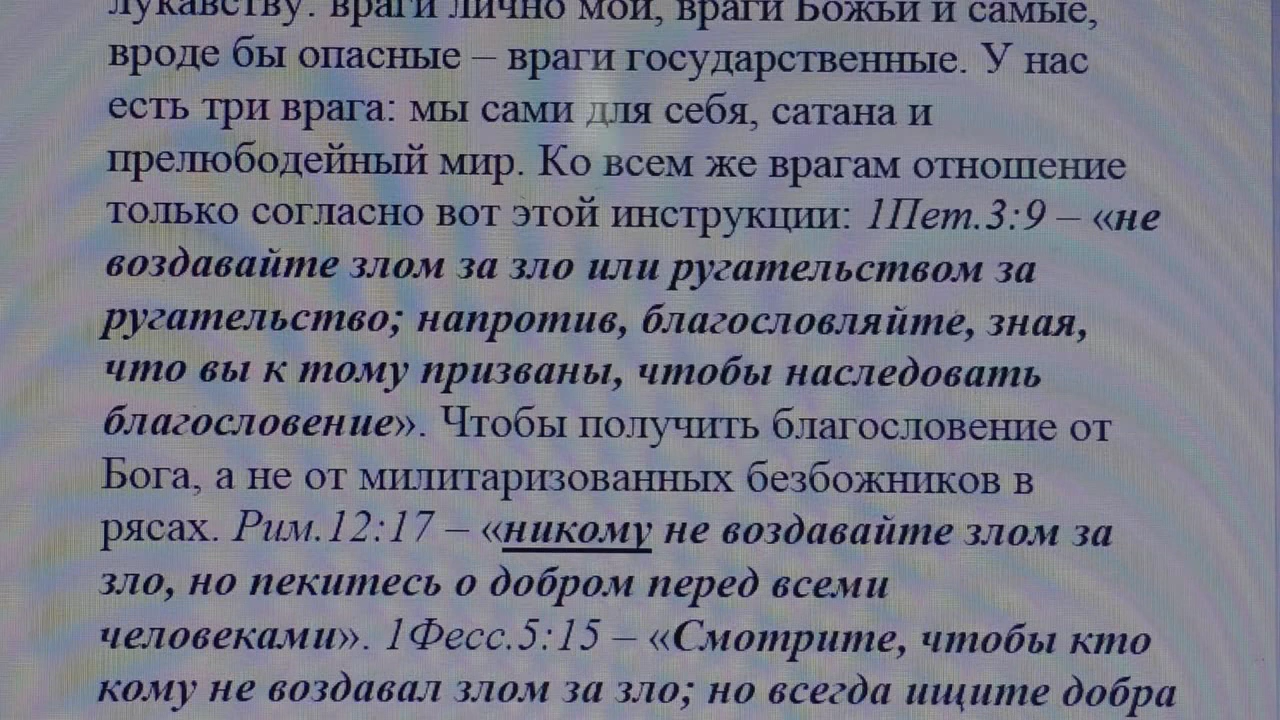 лукавству: враги лично мои, враги Божьи и самые,
вроде бы опасные – враги государственные. У нас
есть три врага: мы сами для себя, сатана и
прелюбодейный мир. Ко всем же врагам отношение
только согласно вот этой инструкции: 1Пет.3:9 – «не
воздавайте злом за зло или ругательством за
ругательство; напротив, благословляйте, зная,
что вы к тому призваны, чтобы наследовать
благословение». Чтобы получить благословение от
Бога, а не от милитаризованных безбожников в
рясах. Рим.12:17 – «никому не воздавайте злом за
зло, но пекитесь о добром перед всеми
человеками». 1Фесс.5:15 – «Смотрите, чтобы кто
кому не воздавал злом за зло; но всегда ищите добра